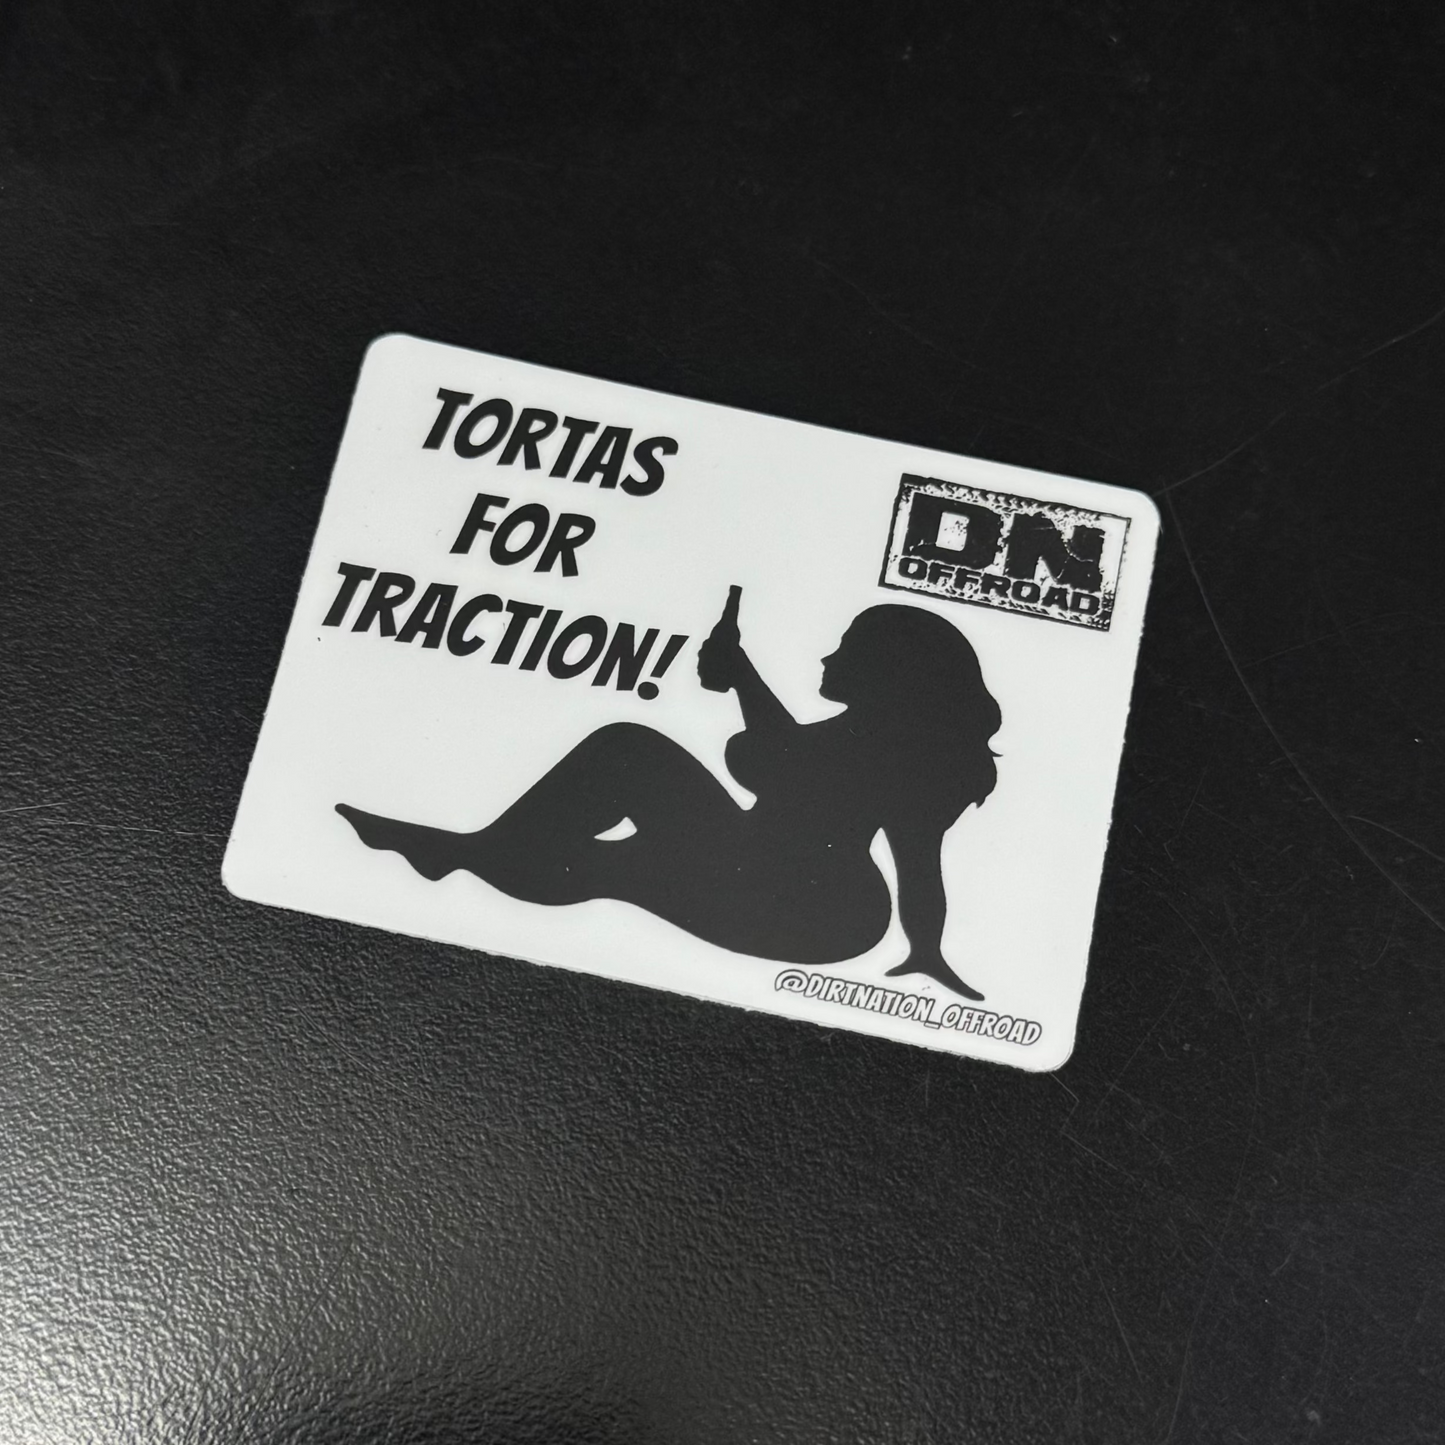 TORTAS
FOR
TRACTION!
DN
OFFROAD
@DIRTNATION_OFFROAD